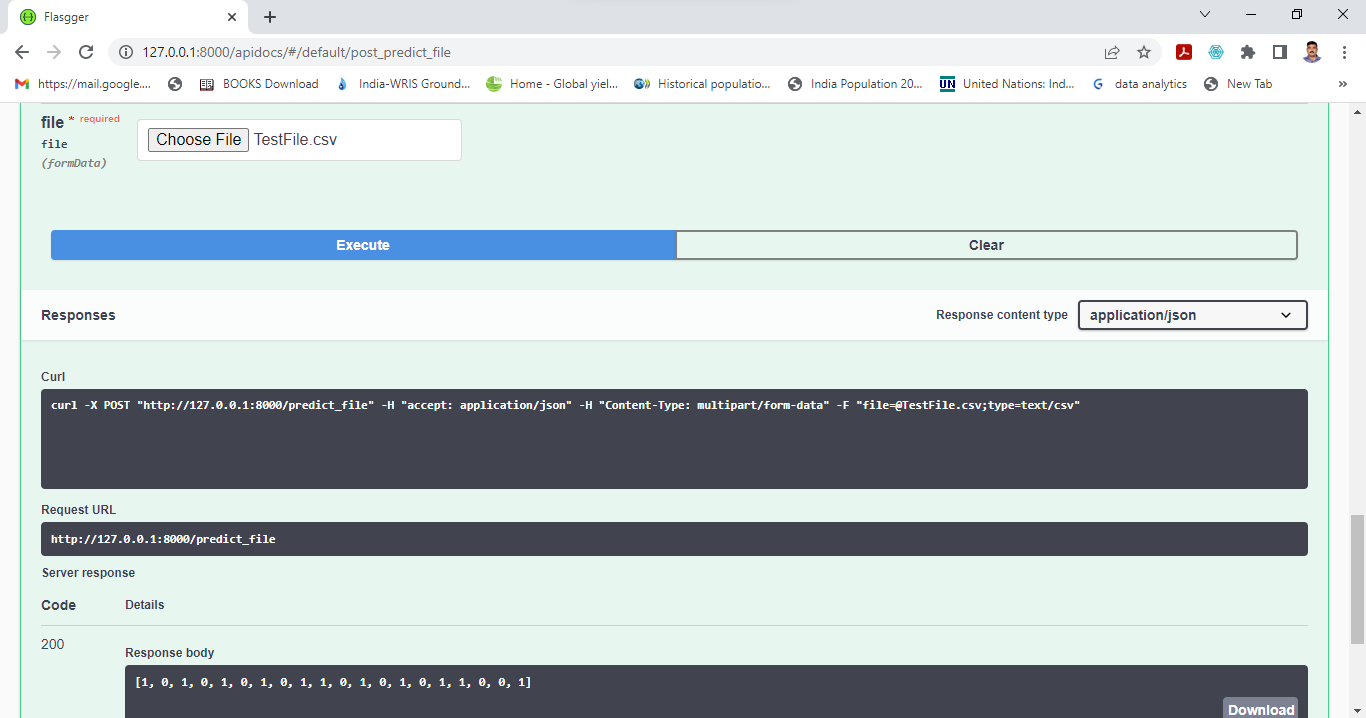 Flasgger
127.0.0.1:8000/apidocs/#/default/post_predict_file
https://mail.google.... BOOKS Download India-WRIS Ground... Home - Global yiel... Historical populatio... India Population 20... UN United Nations: Ind... G data analytics New Tab »
file * required
file
(formData)
Choose File TestFile.csv
Execute Clear
Responses Response content type application/json
Curl
curl -X POST "http://127.0.0.1:8000/predict_file" -H "accept: application/json" -H "Content-Type: multipart/form-data" -F "file=@TestFile.csv;type=text/csv"
Request URL
http://127.0.0.1:8000/predict_file
Server response
Code Details
200
Response body
[1, 0, 1, 0, 1, 0, 1, 0, 1, 1, 0, 1, 0, 1, 0, 1, 1, 0, 0, 1]
Download